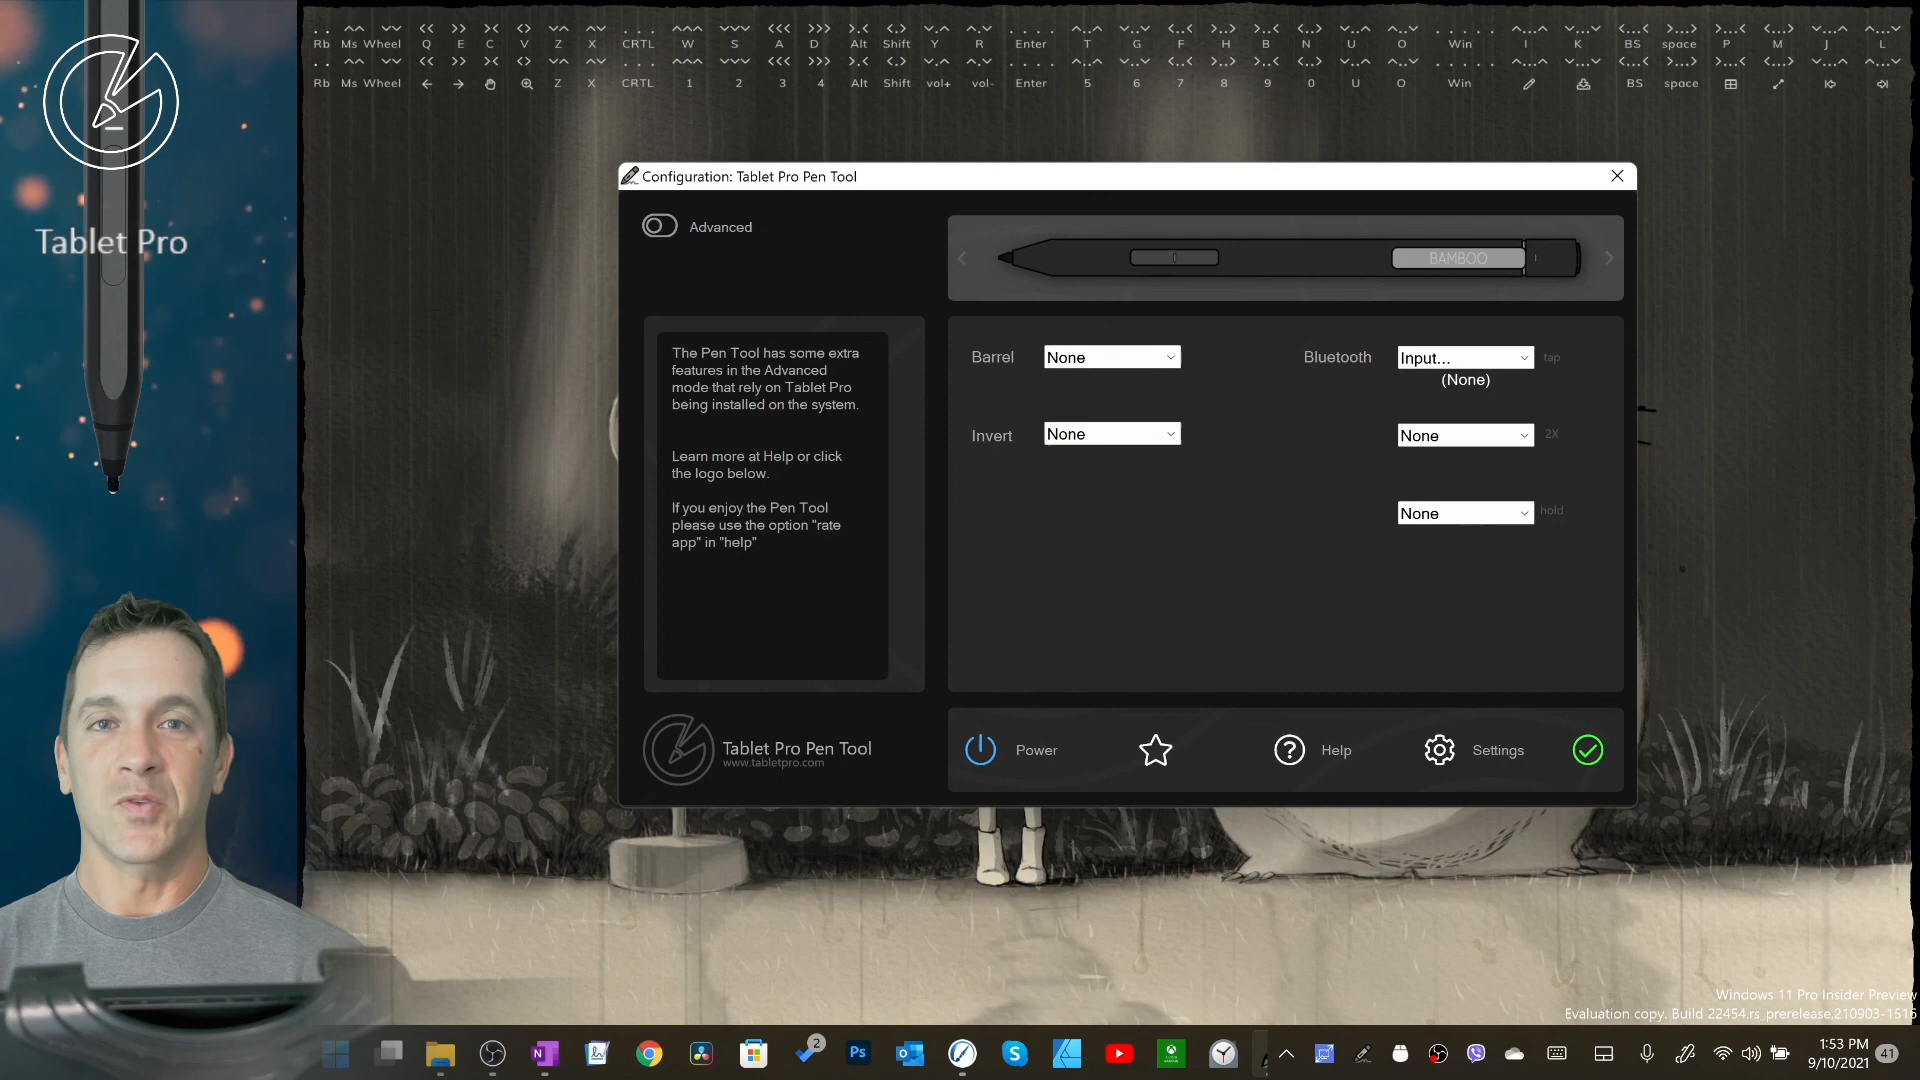 Rb Ms Wheel Q E C V Z X CRTL W S A D Alt Shift Y R Enter T G F H B N U O Win I K BS space P M J L
Rb Ms Wheel Z X CRTL 1 2 3 4 Alt Shift vol+ vol- Enter 5 6 7 8 9 0 U O Win BS space
Tablet Pro
Configuration: Tablet Pro Pen Tool
Advanced
BAMBOO
The Pen Tool has some extra
features in the Advanced
mode that rely on Tablet Pro
being installed on the system.
Learn more at Help or click
the logo below.
If you enjoy the Pen Tool
please use the option "rate
app" in "help"
Barrel None
Bluetooth Input... tap
(None)
Invert None
None 2X
None hold
Tablet Pro Pen Tool
www.tabletpro.com
Power
Help
Settings
Windows 11 Pro Insider Preview
Evaluation copy. Build 22454.rs_prerelease.210903-1516
2
Ps
1:53 PM
9/10/2021
41